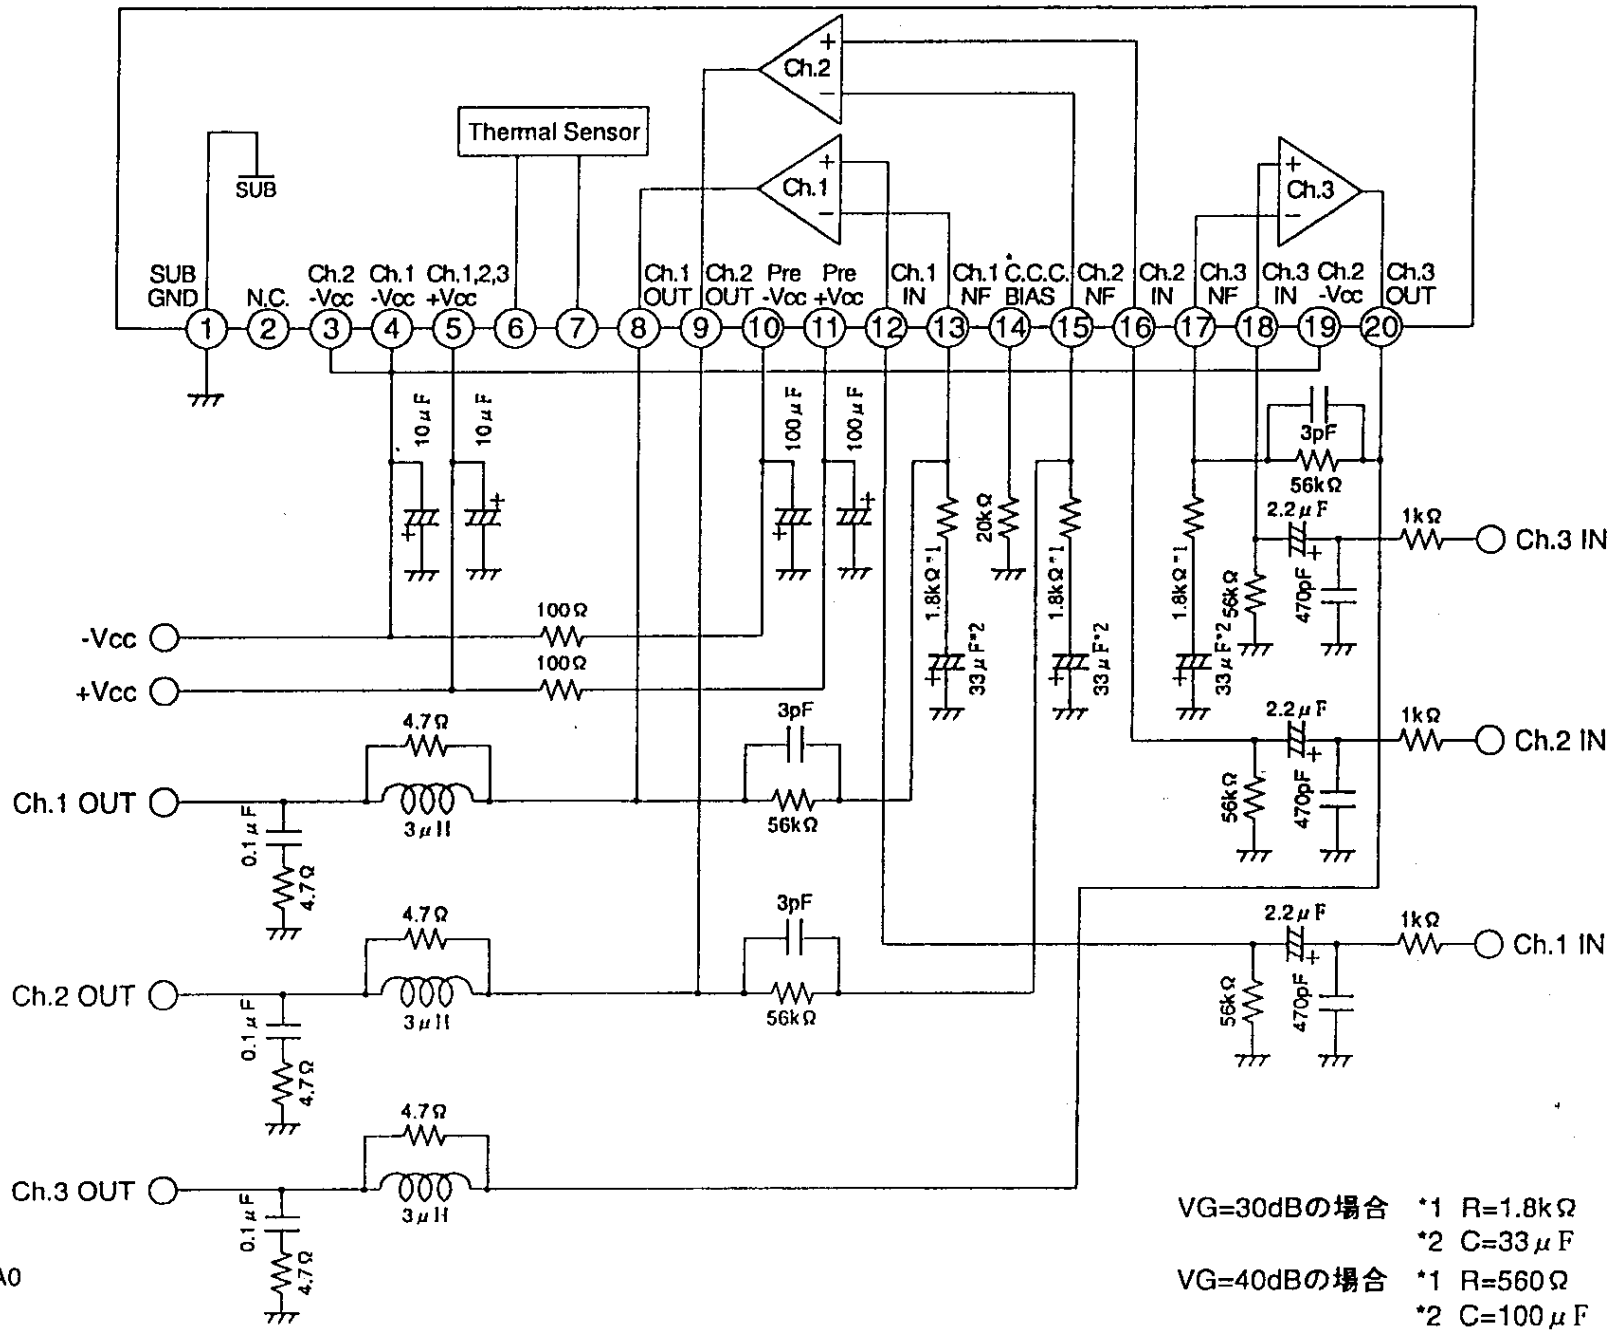 Ch.2
+
−
Thermal Sensor
Ch.1
+
−
Ch.3
+
−
SUB
SUB GND
N.C.
Ch.2 -Vcc
Ch.1 -Vcc
Ch.1,2,3 +Vcc
Ch.1 OUT
Ch.2 OUT
Pre -Vcc
Pre +Vcc
Ch.1 IN
Ch.1 NF
*C.C.C. BIAS
Ch.2 NF
Ch.2 IN
Ch.3 NF
Ch.3 IN
Ch.2 -Vcc
Ch.3 OUT
1 2 3 4 5 6 7 8 9 10 11 12 13 14 15 16 17 18 19 20
10μF
+
10μF
+
100μF
+
100μF
+
3pF
56kΩ
1.8kΩ*1
33μF*2
+
20kΩ
1.8kΩ*1
33μF*2
+
1.8kΩ*1
33μF*2
+
2.2μF
+
1kΩ
Ch.3 IN
56kΩ
470pF
-Vcc
100Ω
+Vcc
100Ω
2.2μF
+
1kΩ
Ch.2 IN
56kΩ
470pF
4.7Ω
3pF
Ch.1 OUT
3μH
56kΩ
0.1μF
4.7Ω
2.2μF
+
1kΩ
Ch.1 IN
56kΩ
470pF
4.7Ω
3pF
Ch.2 OUT
3μH
56kΩ
0.1μF
4.7Ω
4.7Ω
Ch.3 OUT
3μH
0.1μF
4.7Ω
A0
VG=30dBの場合 *1 R=1.8kΩ
*2 C=33μF
VG=40dBの場合 *1 R=560Ω
*2 C=100μF